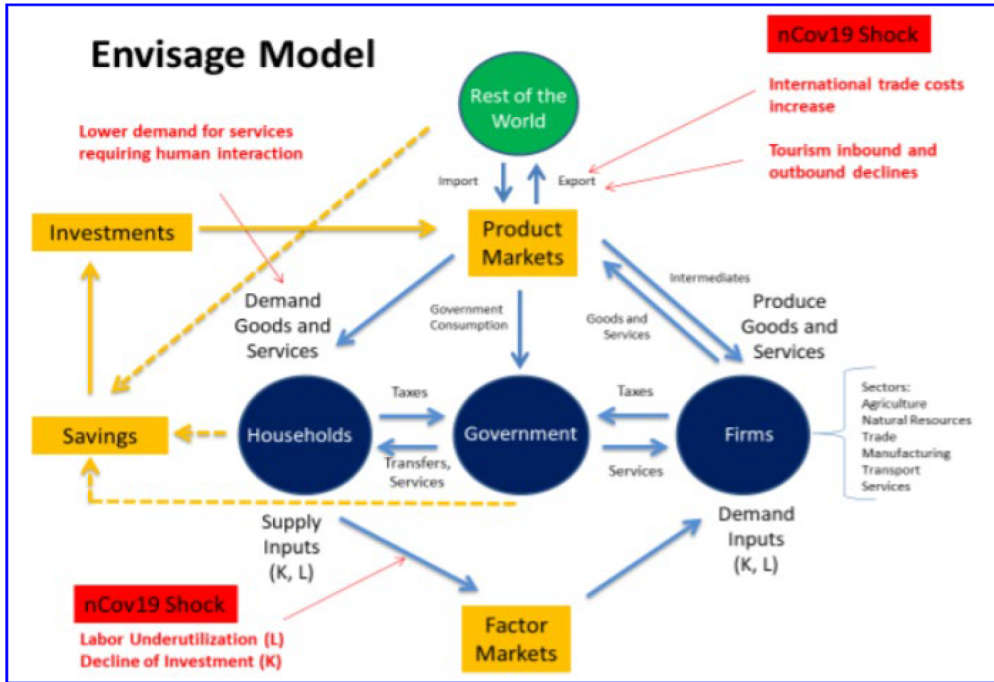 Envisage Model
nCov19 Shock
International trade costs
increase
Tourism inbound and
outbound declines
Rest of the
World
Lower demand for services
requiring human interaction
Import
Export
Investments
Product
Markets
Intermediates
Demand
Goods and
Services
Government
Consumption
Goods and
Services
Produce
Goods and
Services
Taxes
Taxes
Sectors:
Agriculture
Natural Resources
Trade
Manufacturing
Transport
Services
Savings
Households
Government
Firms
Transfers,
Services
Services
Supply
Inputs
(K, L)
Demand
Inputs
(K, L)
nCov19 Shock
Labor Underutilization (L)
Decline of Investment (K)
Factor
Markets